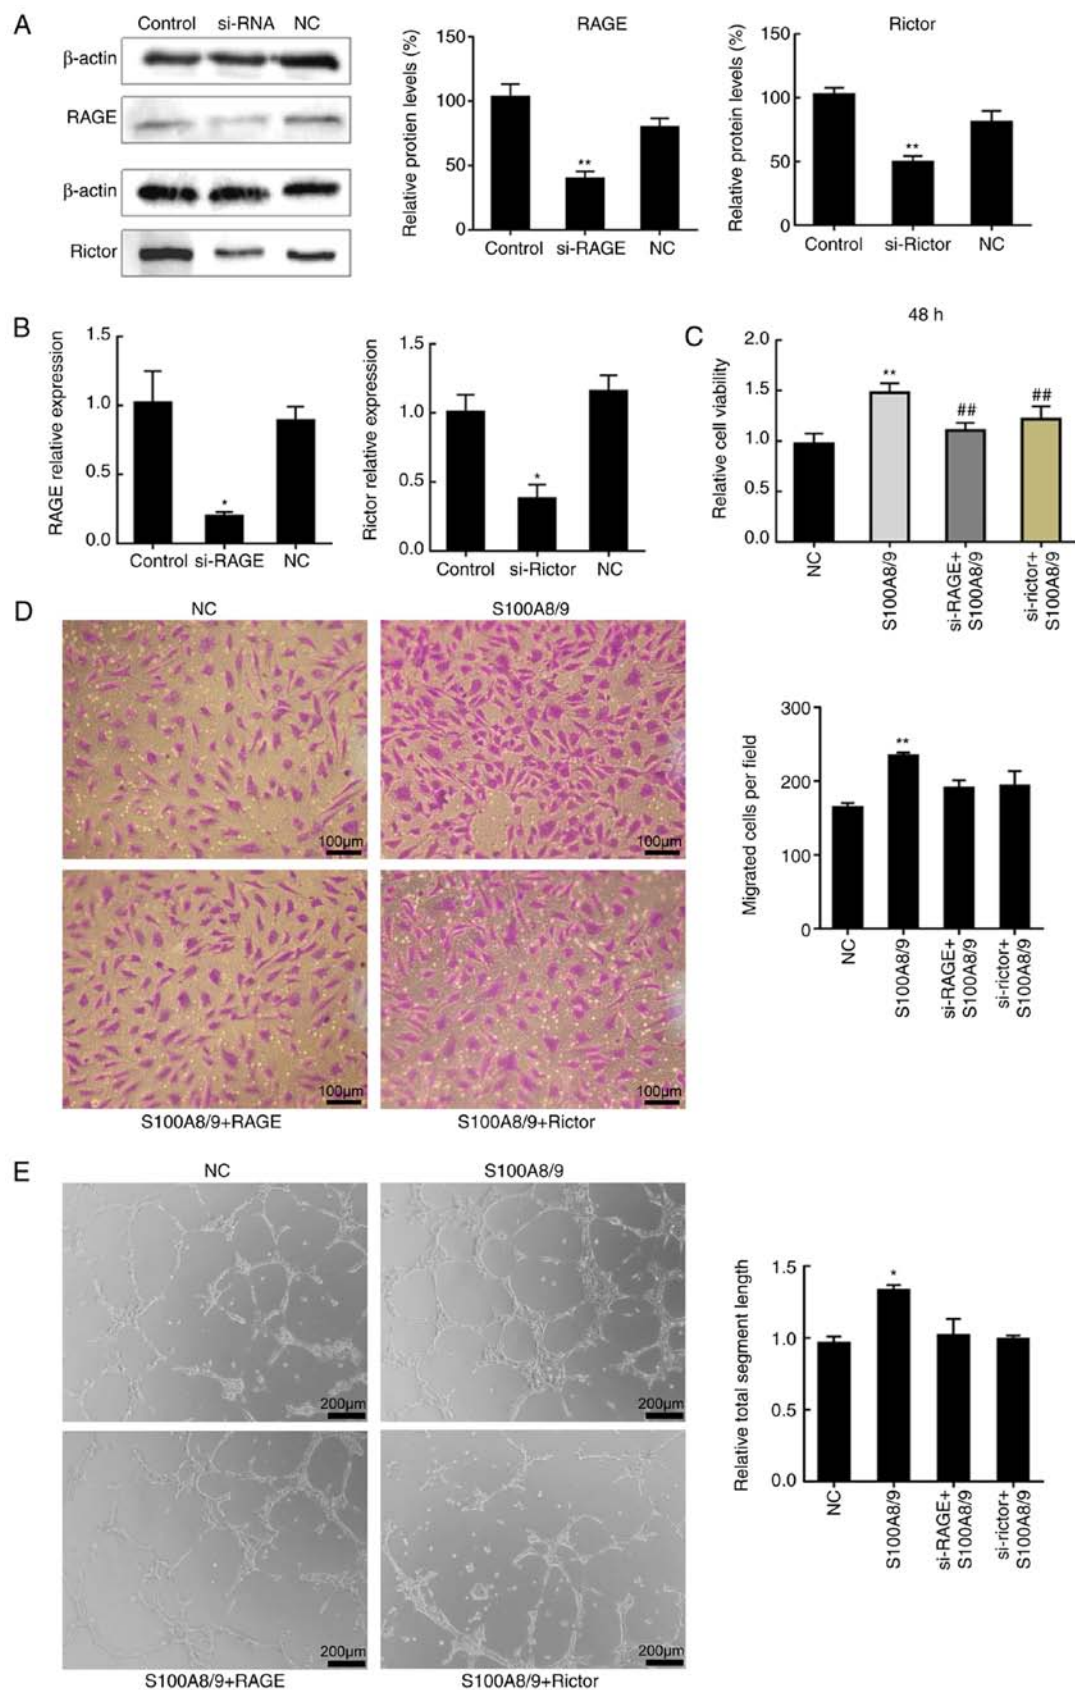 A
Control si-RNA NC
β-actin
RAGE
β-actin
Rictor
RAGE
Relative protien levels (%)
150
100
50
0
**
Control si-RAGE NC
Rictor
Relative protein levels (%)
150
100
50
0
**
Control si-Rictor NC
B
RAGE relative expression
1.5
1.0
0.5
0.0
*
Control si-RAGE NC
Rictor relative expression
1.5
1.0
0.5
0.0
*
Control si-Rictor NC
C
48 h
Relative cell viability
2.0
1.5
1.0
0.5
0.0
**
##
##
NC
S100A8/9
si-RAGE+
S100A8/9
si-rictor+
S100A8/9
D
NC
S100A8/9
100µm
100µm
100µm
100µm
S100A8/9+RAGE
S100A8/9+Rictor
Migrated cells per field
300
200
100
0
**
NC
S100A8/9
si-RAGE+
S100A8/9
si-rictor+
S100A8/9
E
NC
S100A8/9
200µm
200µm
200µm
200µm
S100A8/9+RAGE
S100A8/9+Rictor
Relative total segment length
1.5
1.0
0.5
0.0
*
NC
S100A8/9
si-RAGE+
S100A8/9
si-rictor+
S100A8/9